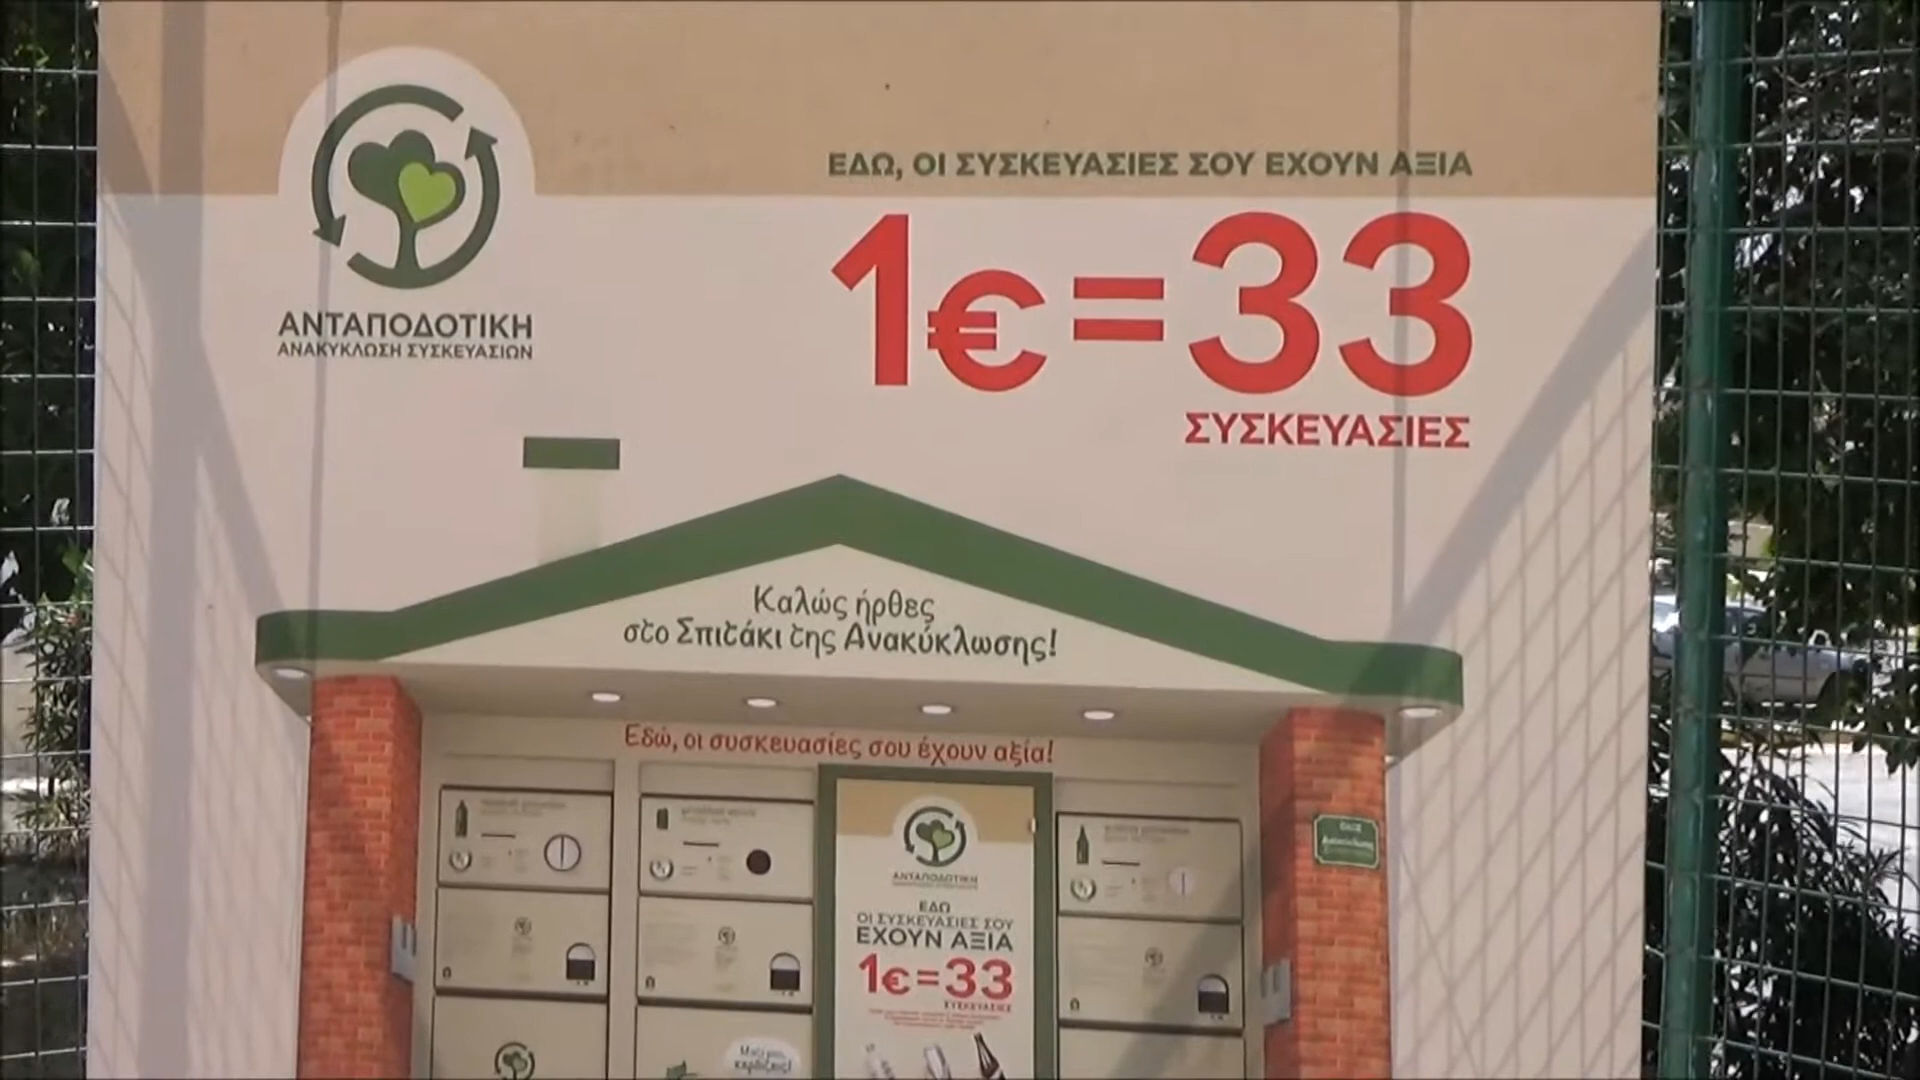 ΕΔΩ, ΟΙ ΣΥΣΚΕΥΑΣΙΕΣ ΣΟΥ ΕΧΟΥΝ ΑΞΙΑ
1€=33
ΣΥΣΚΕΥΑΣΙΕΣ
ΑΝΤΑΠΟΔΟΤΙΚΗ
ΑΝΑΚΥΚΛΩΣΗ ΣΥΣΚΕΥΑΣΙΩΝ
Καλώς ήρθες
στο Σπιτάκι της Ανακύκλωσης!
Εδώ, οι συσκευασίες σου έχουν αξία!
ΑΝΤΑΠΟΔΟΤΙΚΗ
ΕΔΩ
ΟΙ ΣΥΣΚΕΥΑΣΙΕΣ ΣΟΥ
ΕΧΟΥΝ ΑΞΙΑ
1€=33
ΣΥΣΚΕΥΑΣΙΕΣ